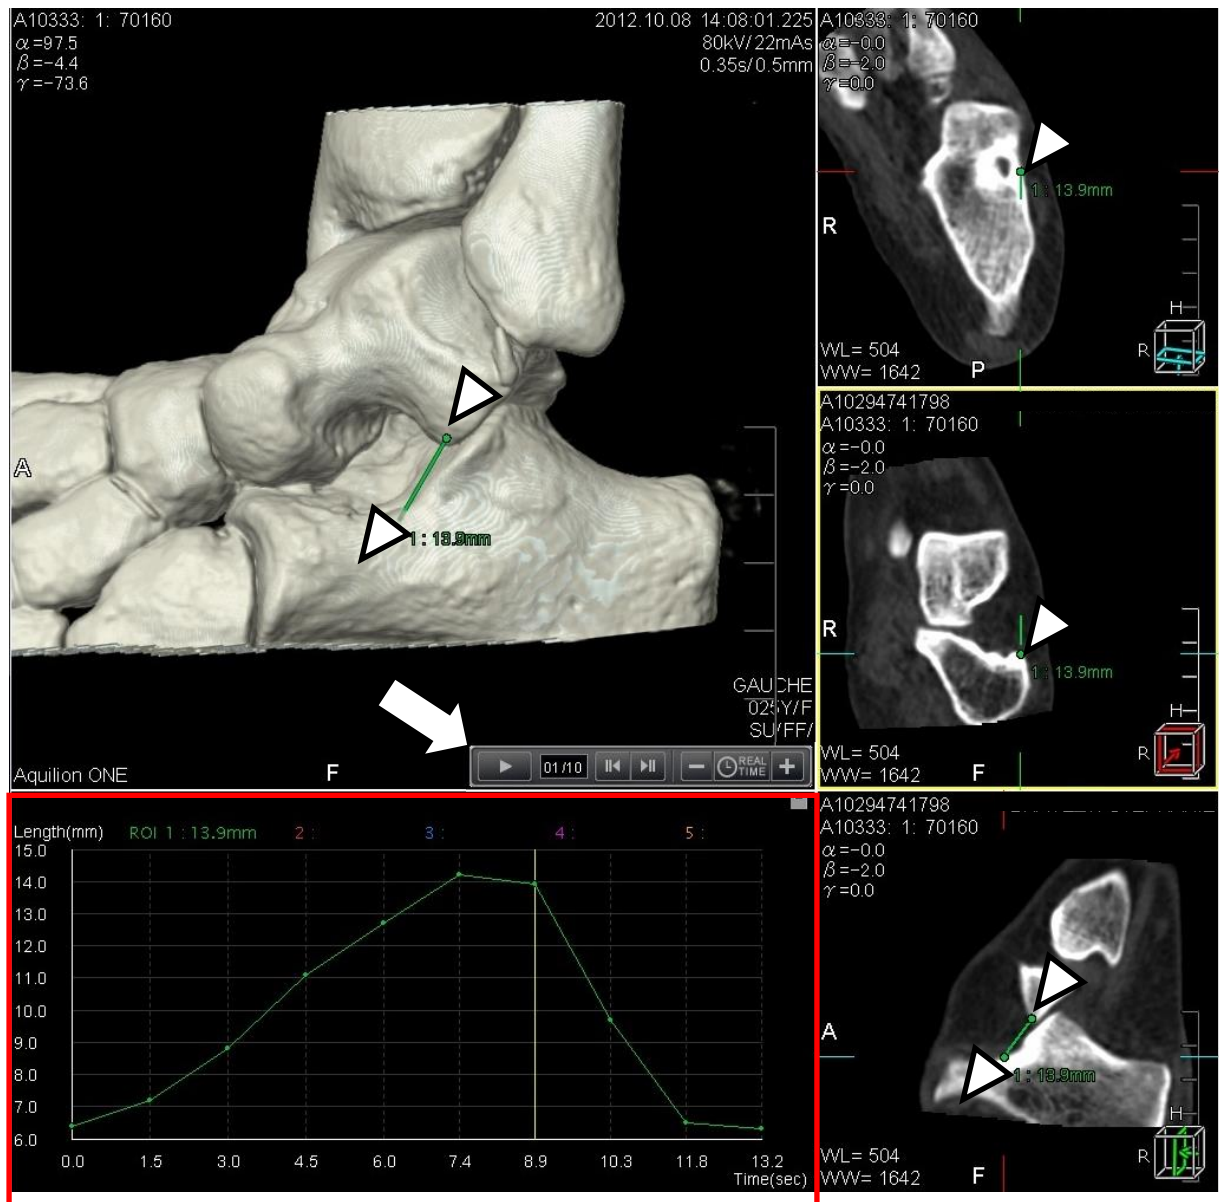 A10333: 1: 70160
α=97.5
β=-4.4
γ=-73.6
2012.10.08 14:08:01.225
80kV/22mAs
0.35s/0.5mm
A
1 : 13.9mm
GAUCHE
025Y/F
SU/FF/
Aquilion ONE
F
01/10
REAL
TIME
A10333: 1: 70160
α=-0.0
β=-2.0
γ=0.0
1 : 13.9mm
R
H
R
WL= 504
WW= 1642
P
A10294741798
A10333: 1: 70160
α=-0.0
β=-2.0
γ=0.0
R
1 : 13.9mm
H
R
WL= 504
WW= 1642
F
Length(mm)
ROI 1 : 13.9mm
2 :
3 :
4 :
5 :
15.0
14.0
13.0
12.0
11.0
10.0
9.0
8.0
7.0
6.0
0.0 1.5 3.0 4.5 6.0 7.4 8.9 10.3 11.8 13.2
Time(sec)
A10294741798
A10333: 1: 70160
α=-0.0
β=-2.0
γ=0.0
A
1 : 13.9mm
H
R
WL= 504
WW= 1642
F